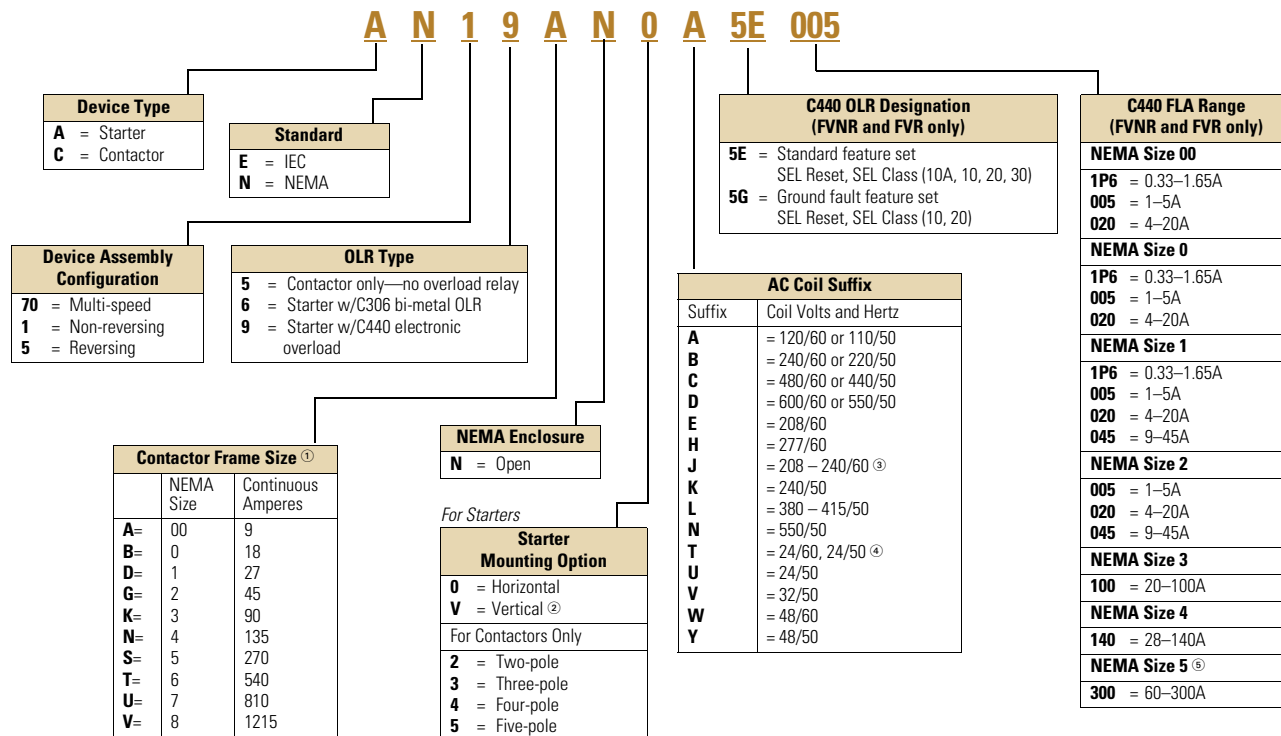 A N 1 9 A N 0 A 5E 005
Device Type
A = Starter
C = Contactor
Standard
E = IEC
N = NEMA
Device Assembly
Configuration
70 = Multi-speed
1 = Non-reversing
5 = Reversing
OLR Type
5 = Contactor only—no overload relay
6 = Starter w/C306 bi-metal OLR
9 = Starter w/C440 electronic
overload
Contactor Frame Size ①
NEMA Continuous
Size Amperes
A= 00 9
B= 0 18
D= 1 27
G= 2 45
K= 3 90
N= 4 135
S= 5 270
T= 6 540
U= 7 810
V= 8 1215
NEMA Enclosure
N = Open
For Starters
Starter
Mounting Option
0 = Horizontal
V = Vertical ②
For Contactors Only
2 = Two-pole
3 = Three-pole
4 = Four-pole
5 = Five-pole
AC Coil Suffix
Suffix Coil Volts and Hertz
A = 120/60 or 110/50
B = 240/60 or 220/50
C = 480/60 or 440/50
D = 600/60 or 550/50
E = 208/60
H = 277/60
J = 208 – 240/60 ③
K = 240/50
L = 380 – 415/50
N = 550/50
T = 24/60, 24/50 ④
U = 24/50
V = 32/50
W = 48/60
Y = 48/50
C440 OLR Designation
(FVNR and FVR only)
5E = Standard feature set
SEL Reset, SEL Class (10A, 10, 20, 30)
5G = Ground fault feature set
SEL Reset, SEL Class (10, 20)
C440 FLA Range
(FVNR and FVR only)
NEMA Size 00
1P6 = 0.33–1.65A
005 = 1–5A
020 = 4–20A
NEMA Size 0
1P6 = 0.33–1.65A
005 = 1–5A
020 = 4–20A
NEMA Size 1
1P6 = 0.33–1.65A
005 = 1–5A
020 = 4–20A
045 = 9–45A
NEMA Size 2
005 = 1–5A
020 = 4–20A
045 = 9–45A
NEMA Size 3
100 = 20–100A
NEMA Size 4
140 = 28–140A
NEMA Size 5 ⑤
300 = 60–300A